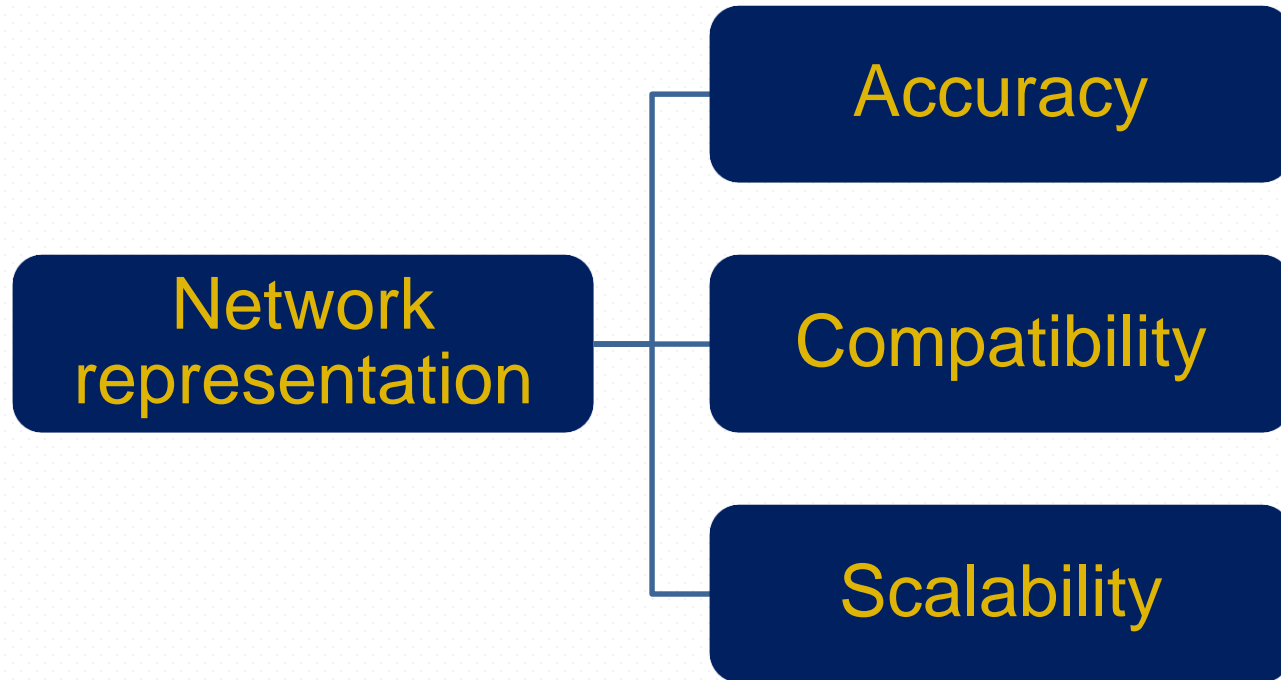 Accuracy
Network
representation
Compatibility
Scalability